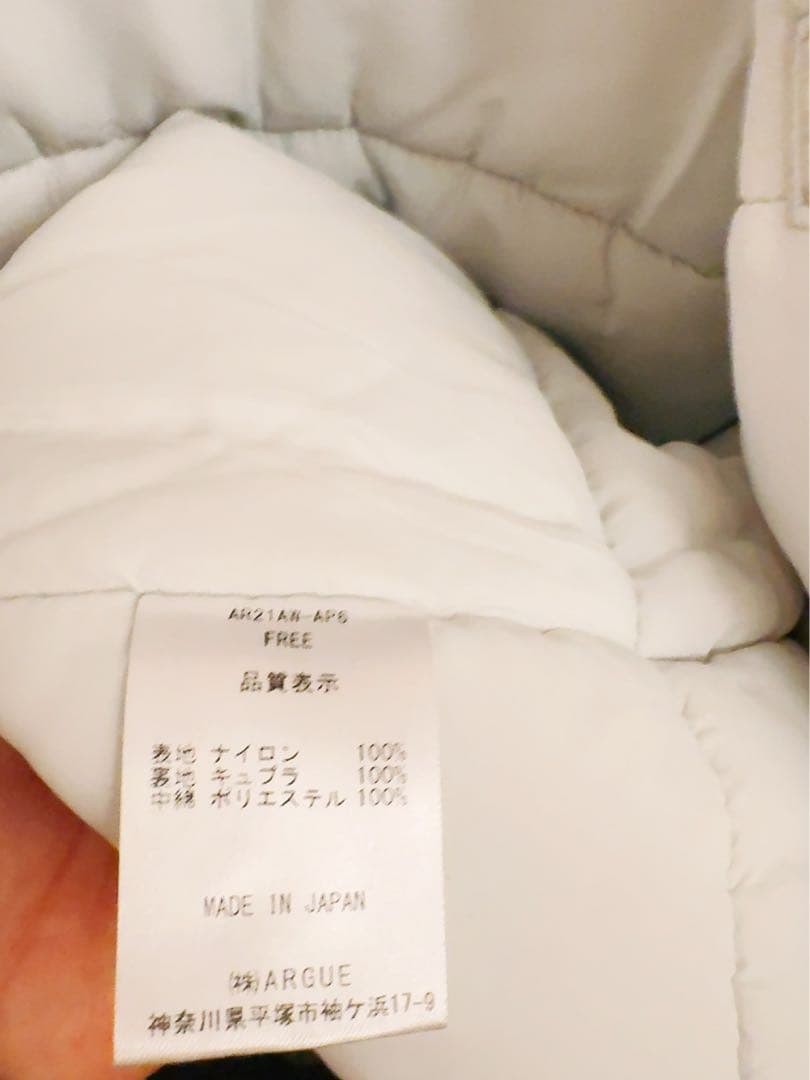 AR21AW-AP6
FREE
品質表示
表地 ナイロン 100%
裏地 キュプラ 100%
中綿 ポリエステル 100%
MADE IN JAPAN
(株)ARGUE
神奈川県平塚市袖ケ浜17-9